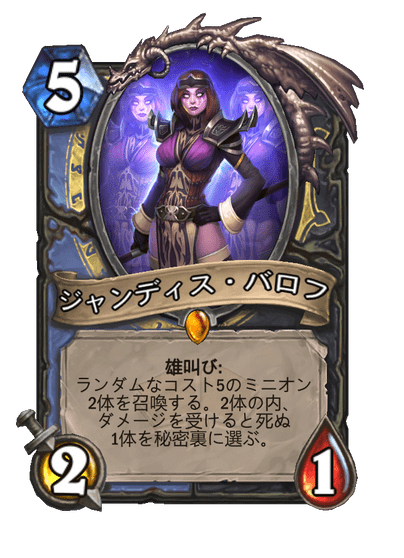 5
ジャンディス・バロフ
雄叫び:
ランダムなコスト5のミニオン
2体を召喚する。2体の内、
ダメージを受けると死ぬ
1体を秘密裏に選ぶ。
2
1